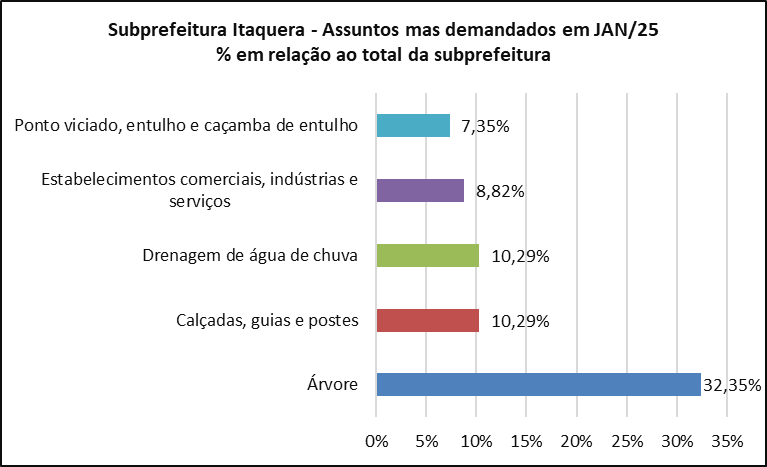 Subprefeitura Itaquera - Assuntos mas demandados em JAN/25
% em relação ao total da subprefeitura
Ponto viciado, entulho e caçamba de entulho
7,35%
Estabelecimentos comerciais, indústrias e
serviços
8,82%
Drenagem de água de chuva
10,29%
Calçadas, guias e postes
10,29%
Árvore
32,35%
0% 5% 10% 15% 20% 25% 30% 35%